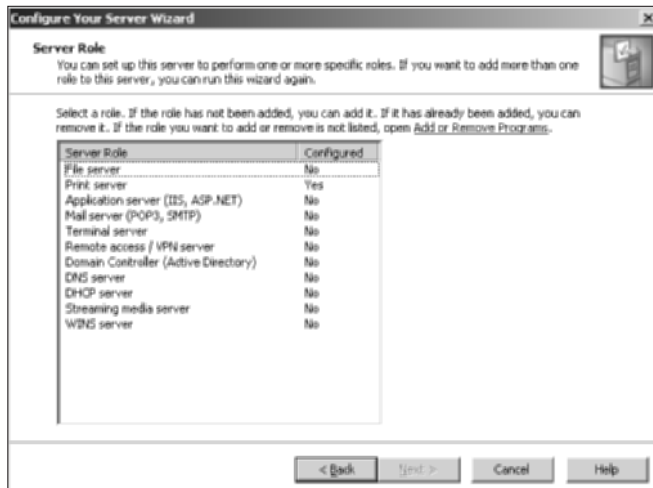 Configure Your Server Wizard
Server Role
You can set up this server to perform one or more specific roles. If you want to add more than one
role to this server, you can run this wizard again.
Select a role. If the role has not been added, you can add it. If it has already been added, you can
remove it. If the role you want to add or remove is not listed, open Add or Remove Programs.
Server Role Configured
File server No
Print server Yes
Application server (IIS, ASP.NET) No
Mail server (POP3, SMTP) No
Terminal server No
Remote access / VPN server No
Domain Controller (Active Directory) No
DNS server No
DHCP server No
Streaming media server No
WINS server No
< Back Next > Cancel Help